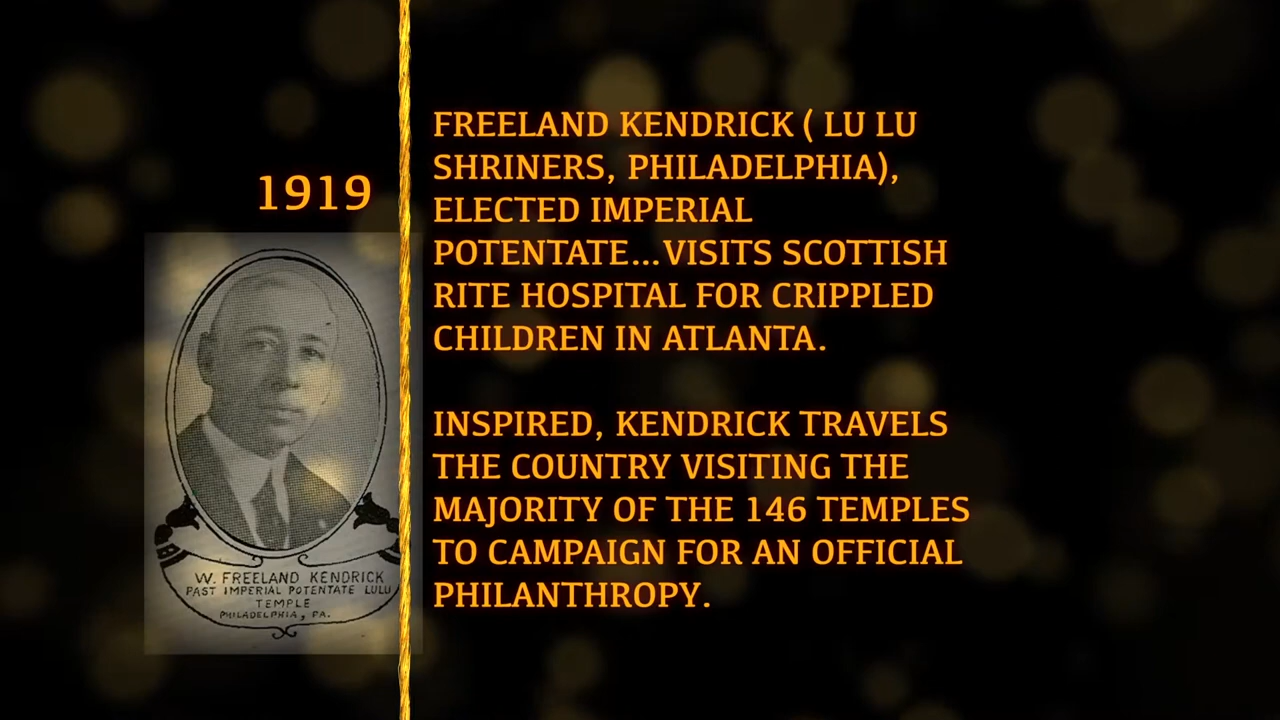 1919
FREELAND KENDRICK ( LU LU
SHRINERS, PHILADELPHIA),
ELECTED IMPERIAL
POTENTATE...VISITS SCOTTISH
RITE HOSPITAL FOR CRIPPLED
CHILDREN IN ATLANTA.
INSPIRED, KENDRICK TRAVELS
THE COUNTRY VISITING THE
MAJORITY OF THE 146 TEMPLES
TO CAMPAIGN FOR AN OFFICIAL
PHILANTHROPY.
W. FREELAND KENDRICK
PAST IMPERIAL POTENTATE LULU
TEMPLE
PHILADELPHIA, PA.